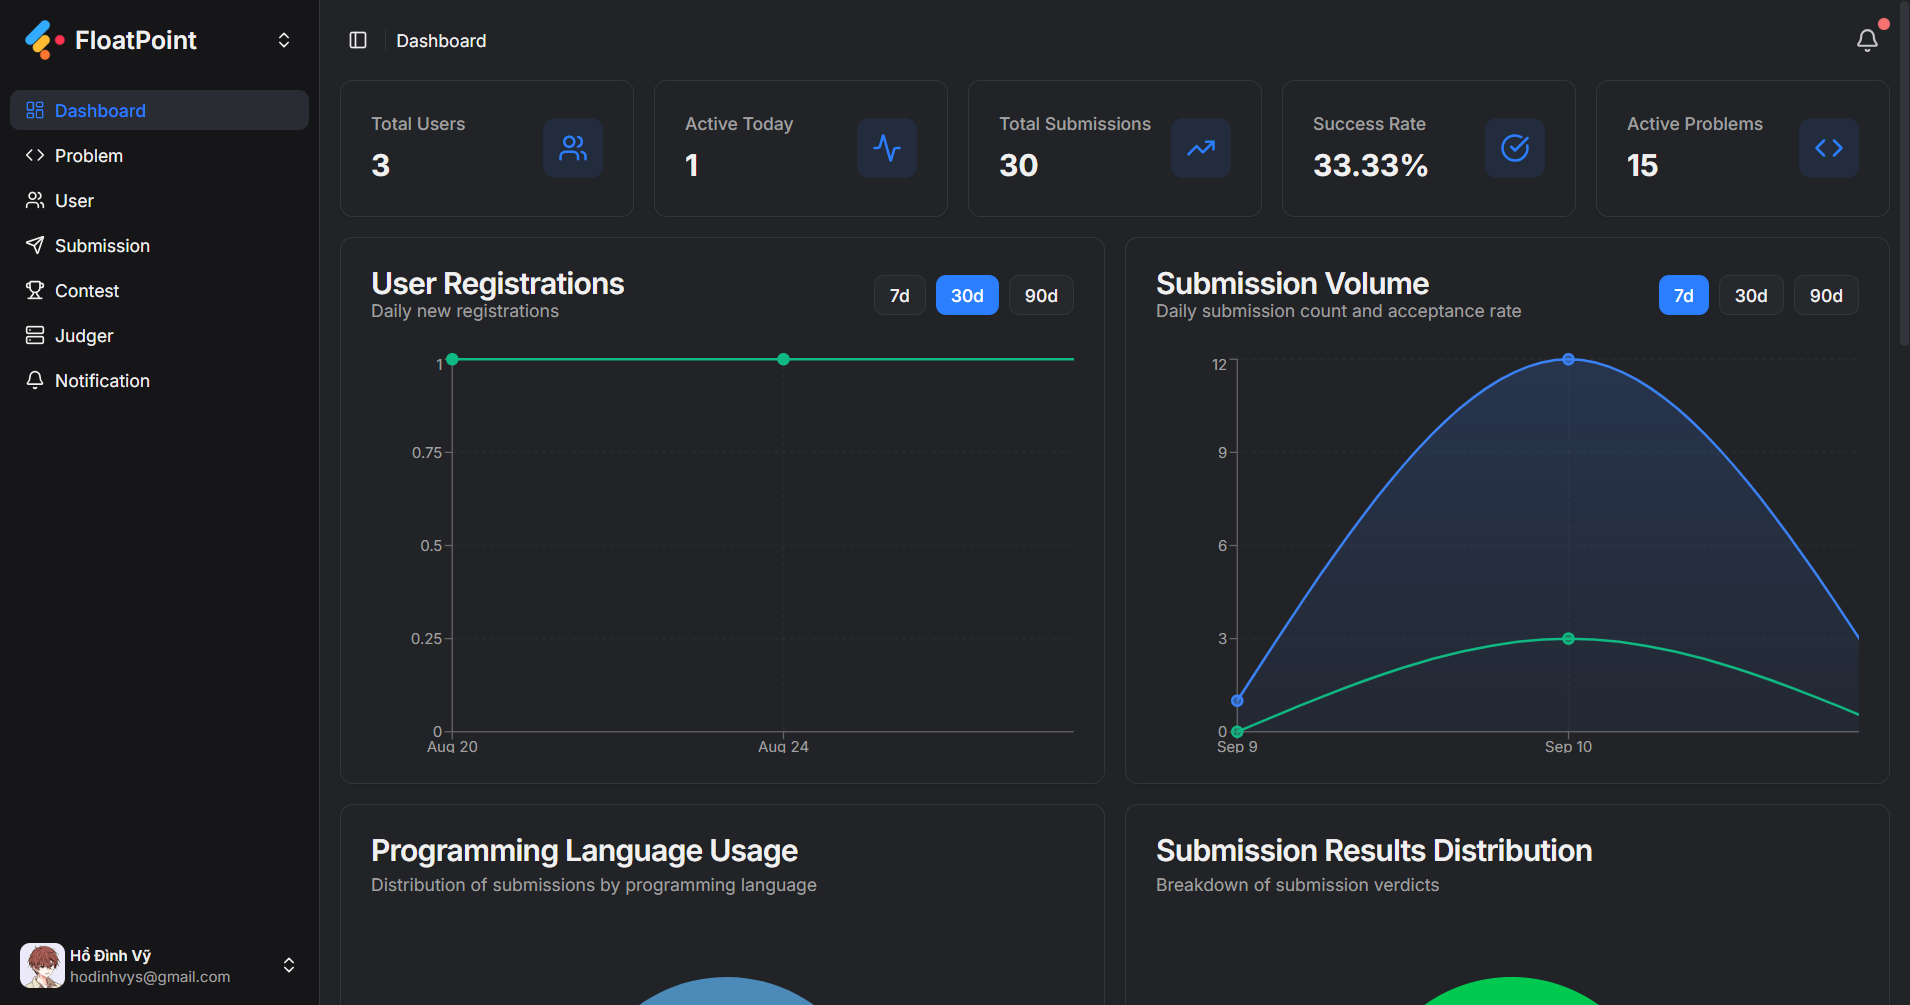 FloatPoint
Dashboard
Problem
User
Submission
Contest
Judger
Notification
Hồ Đình Vỹ
hodinhvys@gmail.com
Dashboard
Total Users
3
Active Today
1
Total Submissions
30
Success Rate
33.33%
Active Problems
15
User Registrations
Daily new registrations
7d 30d 90d
1
0.75
0.5
0.25
0
Aug 20 Aug 24
Submission Volume
Daily submission count and acceptance rate
7d 30d 90d
12
9
6
3
0
Sep 9 Sep 10
Programming Language Usage
Distribution of submissions by programming language
Submission Results Distribution
Breakdown of submission verdicts